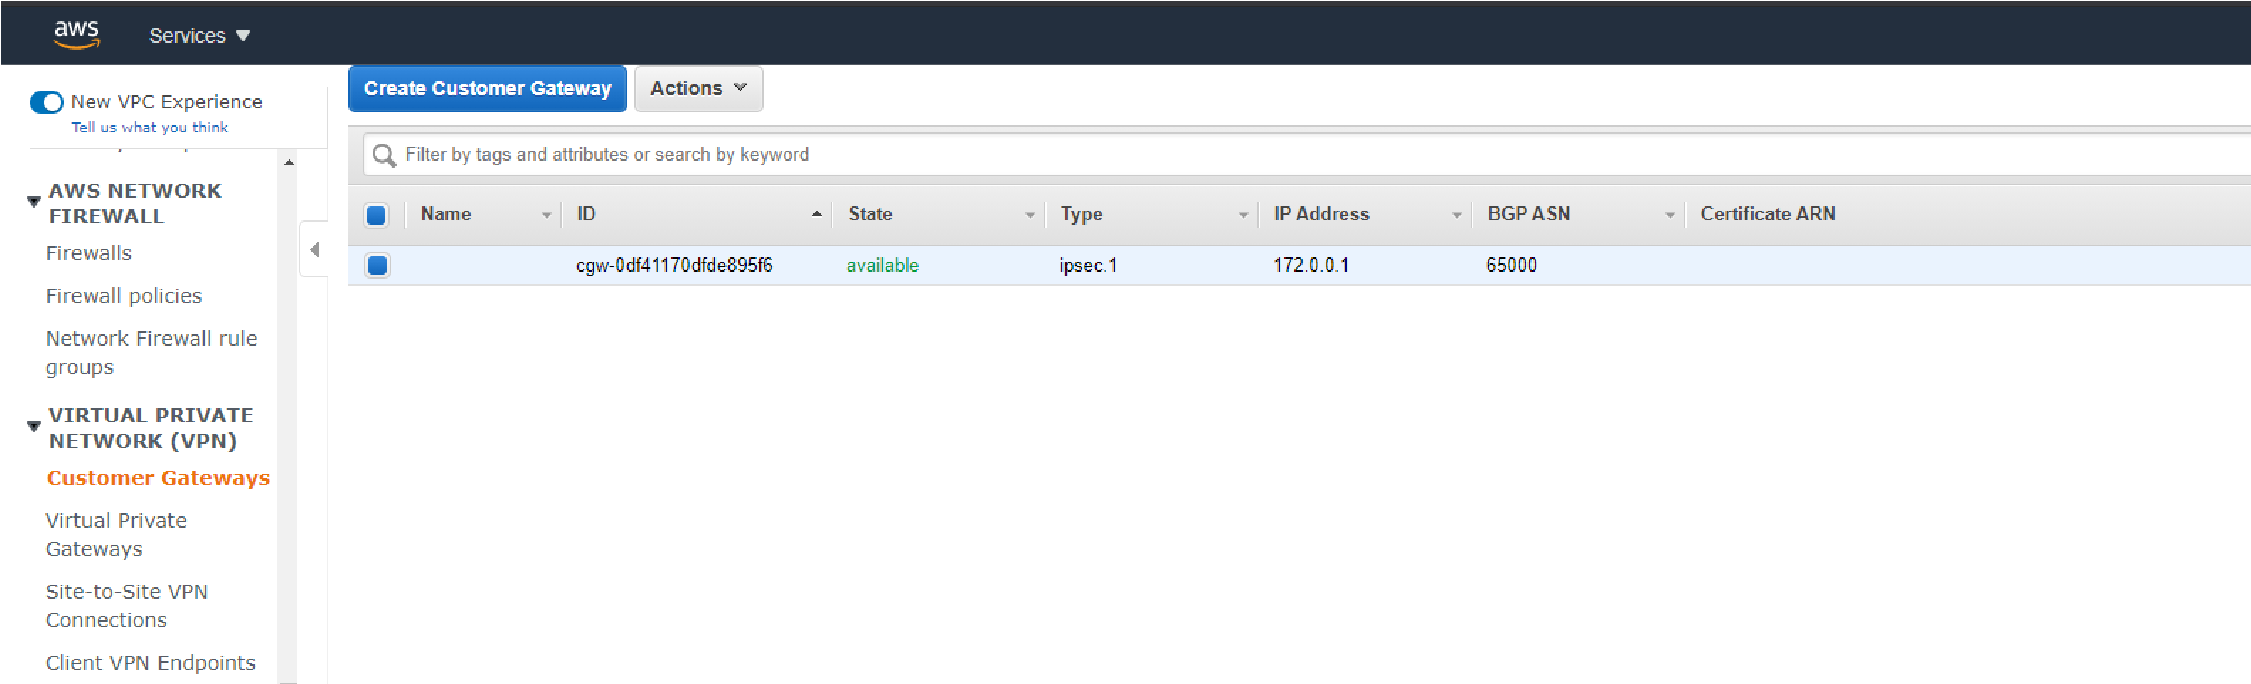 aws Services
New VPC Experience
Tell us what you think
AWS NETWORK
FIREWALL
Firewalls
Firewall policies
Network Firewall rule
groups
VIRTUAL PRIVATE
NETWORK (VPN)
Customer Gateways
Virtual Private
Gateways
Site-to-Site VPN
Connections
Client VPN Endpoints
Create Customer Gateway Actions
Filter by tags and attributes or search by keyword
Name ID State Type IP Address BGP ASN Certificate ARN
cgw-0df41170dfde895f6 available ipsec.1 172.0.0.1 65000